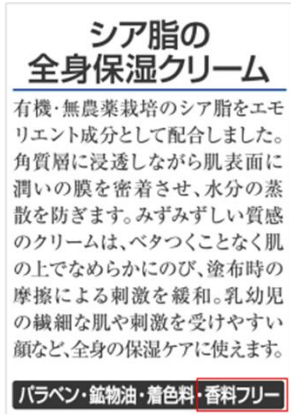 シア脂の
全身保湿クリーム
有機・無農薬栽培のシア脂をエモ
リエント成分として配合しました。
角質層に浸透しながら肌表面に
潤いの膜を密着させ、水分の蒸
散を防ぎます。みずみずしい質感
のクリームは、ベタつくことなく肌
の上でなめらかにのび、塗布時の
摩擦による刺激を緩和。乳幼児
の繊細な肌や刺激を受けやすい
顔など、全身の保湿ケアに使えます。
パラベン・鉱物油・着色料・香料フリー